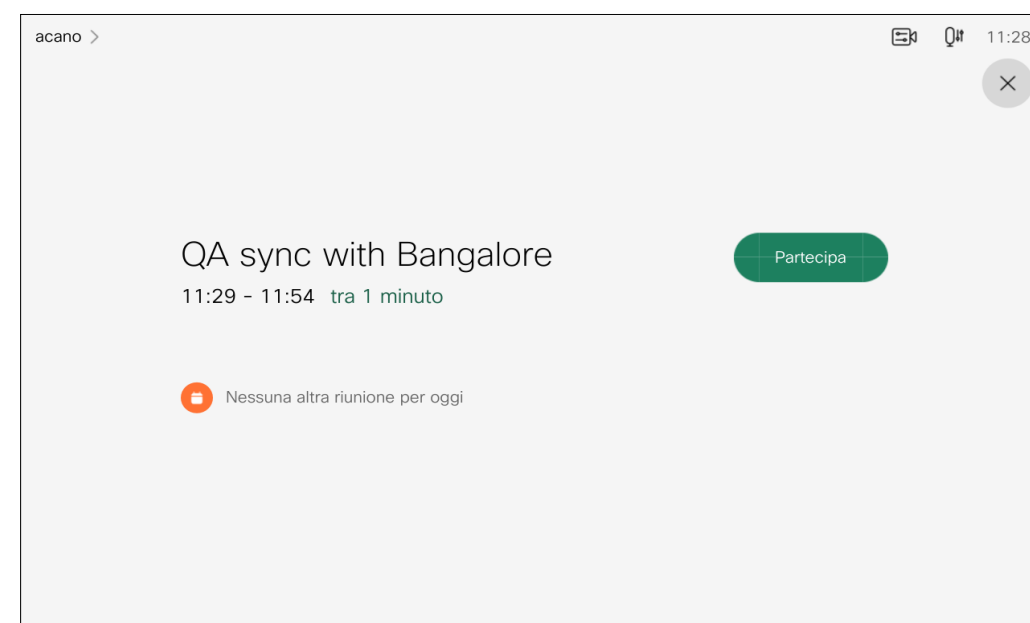 acano
11:28
QA sync with Bangalore
Partecipa
11:29 - 11:54 tra 1 minuto
Nessuna altra riunione per oggi